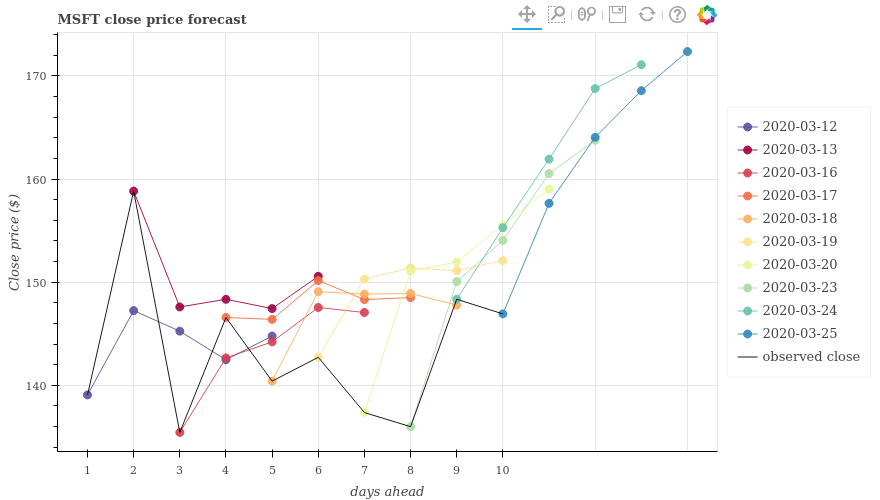 MSFT close price forecast
Close price ($)
170
160
150
140
1 2 3 4 5 6 7 8 9 10
days ahead
2020-03-12
2020-03-13
2020-03-16
2020-03-17
2020-03-18
2020-03-19
2020-03-20
2020-03-23
2020-03-24
2020-03-25
observed close